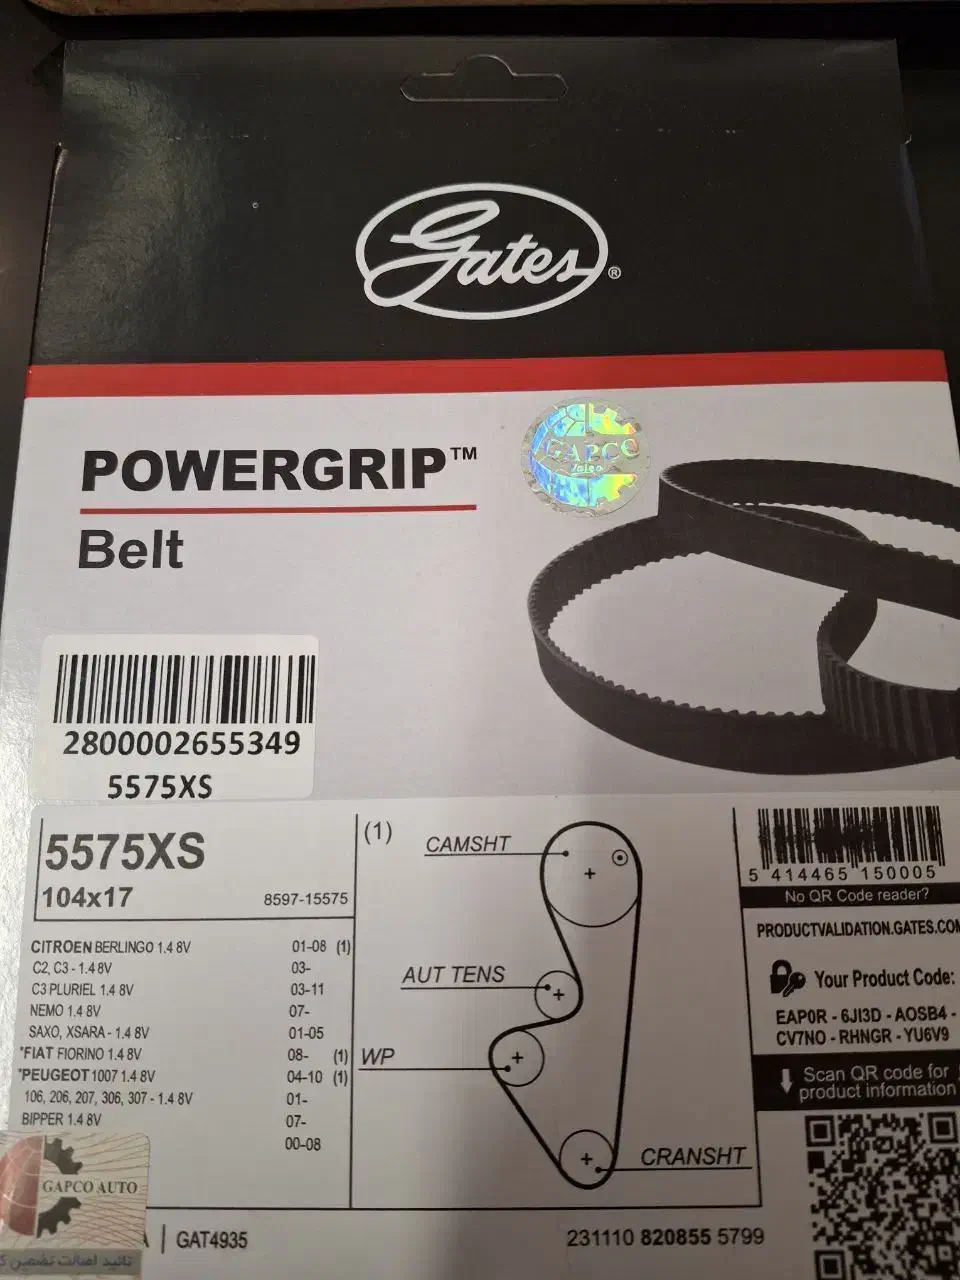 Gates®
POWERGRIP™
Belt
GAPCO
Valeo
2800002655349
5575XS
5575XS
104x17 8597-15575
CITROEN BERLINGO 1.4 8V 01-08 (1)
C2, C3 - 1.4 8V 03-
C3 PLURIEL 1.4 8V 03-11
NEMO 1.4 8V 07-
SAXO, XSARA - 1.4 8V 01-05
*FIAT FIORINO 1.4 8V 08- (1)
*PEUGEOT 1007 1.4 8V 04-10 (1)
106, 206, 207, 306, 307 - 1.4 8V 01-
BIPPER 1.4 8V 07-
00-08
(1)
CAMSHT
AUT TENS
WP
CRANSHT
5 414465 150005
No QR Code reader?
PRODUCTVALIDATION.GATES.COM
Your Product Code:
EAP0R - 6JI3D - AOSB4 -
CV7NO - RHNGR - YU6V9
Scan QR code for
product information
GAPCO AUTO
تائید اصالت تضمین
A | GAT4935
231110 820855 5799